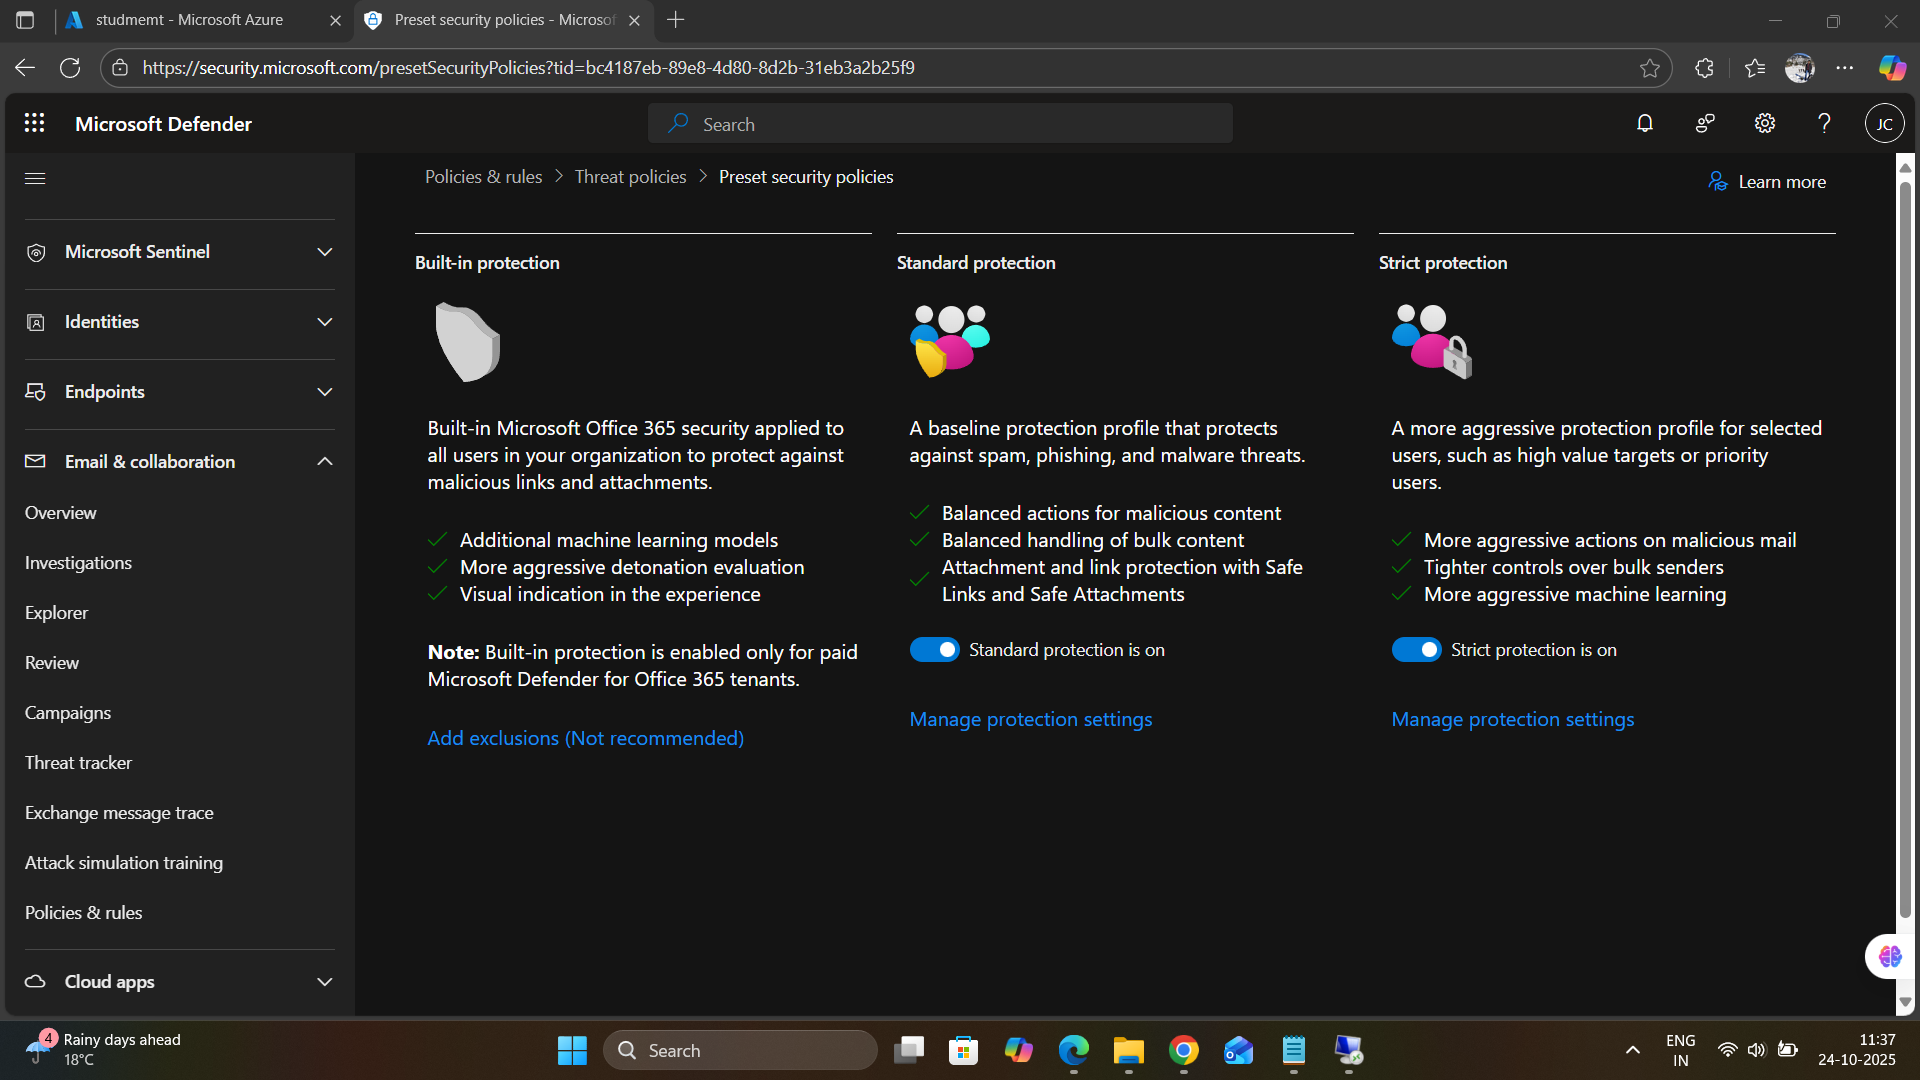 studmemt - Microsoft Azure
Preset security policies - Microsof
https://security.microsoft.com/presetSecurityPolicies?tid=bc4187eb-89e8-4d80-8d2b-31eb3a2b25f9
Microsoft Defender
Search
JC
Policies & rules > Threat policies > Preset security policies
Learn more
Microsoft Sentinel
Identities
Endpoints
Email & collaboration
Overview
Investigations
Explorer
Review
Campaigns
Threat tracker
Exchange message trace
Attack simulation training
Policies & rules
Cloud apps
Built-in protection
Built-in Microsoft Office 365 security applied to
all users in your organization to protect against
malicious links and attachments.
Additional machine learning models
More aggressive detonation evaluation
Visual indication in the experience
Note: Built-in protection is enabled only for paid
Microsoft Defender for Office 365 tenants.
Add exclusions (Not recommended)
Standard protection
A baseline protection profile that protects
against spam, phishing, and malware threats.
Balanced actions for malicious content
Balanced handling of bulk content
Attachment and link protection with Safe
Links and Safe Attachments
Standard protection is on
Manage protection settings
Strict protection
A more aggressive protection profile for selected
users, such as high value targets or priority
users.
More aggressive actions on malicious mail
Tighter controls over bulk senders
More aggressive machine learning
Strict protection is on
Manage protection settings
4
Rainy days ahead
18°C
Search
ENG
IN
11:37
24-10-2025